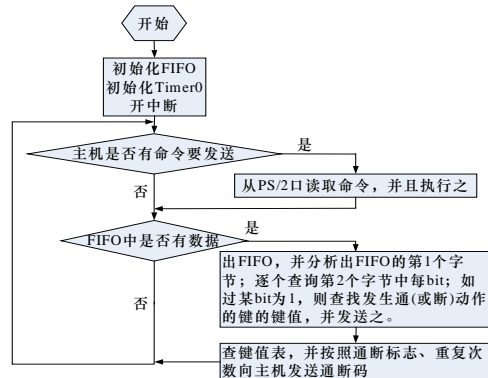 开始
初始化FIFO
初始化Timer0
开中断
主机是否有命令要发送
是
否
从PS/2口读取命令，并且执行之
FIFO中是否有数据
是
否
出FIFO，并分析出FIFO的第1个字
节；逐个查询第2个字节中每bit；如
过某bit为1，则查找发生通(或断)动作
的键的键值，并发送之。
查键值表，并按照通断标志、重复次
数向主机发送通断码